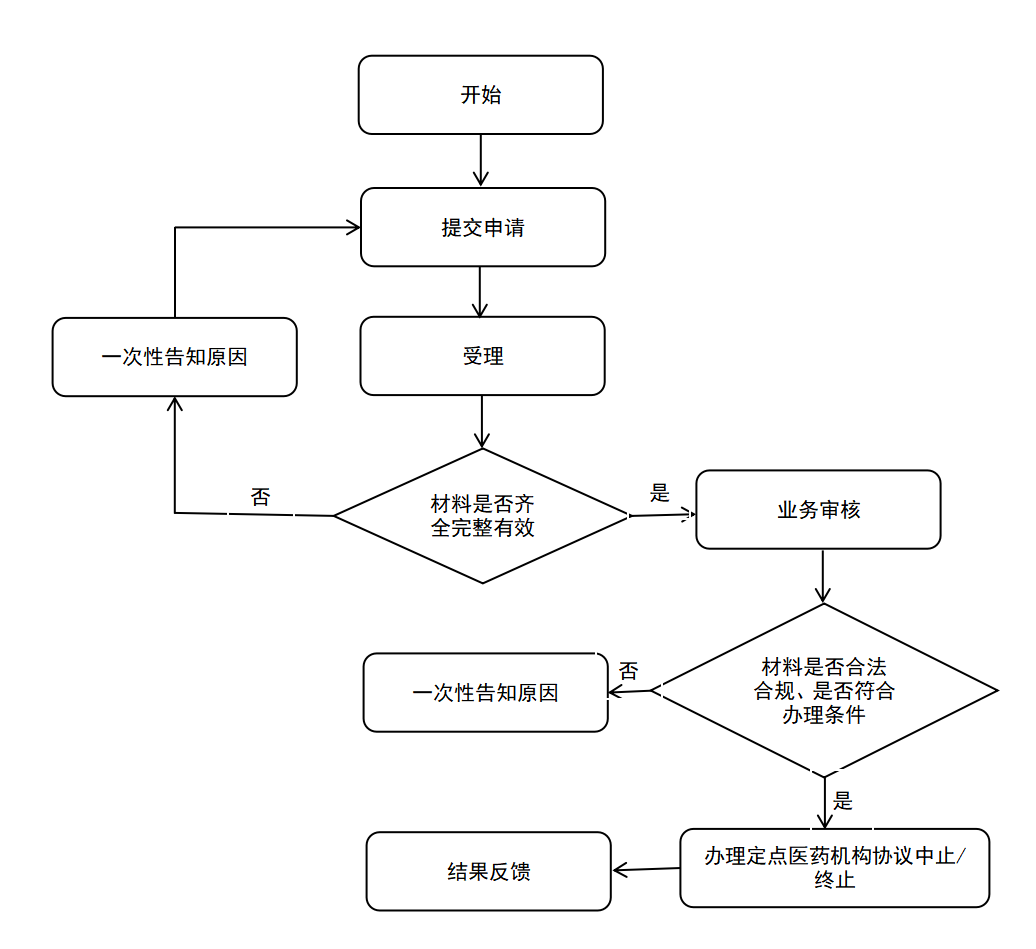 开始
提交申请
一次性告知原因
受理
否
材料是否齐
全完整有效
是
业务审核
一次性告知原因
否
材料是否合法
合规、是否符合
办理条件
是
办理定点医药机构协议中止/
终止
结果反馈